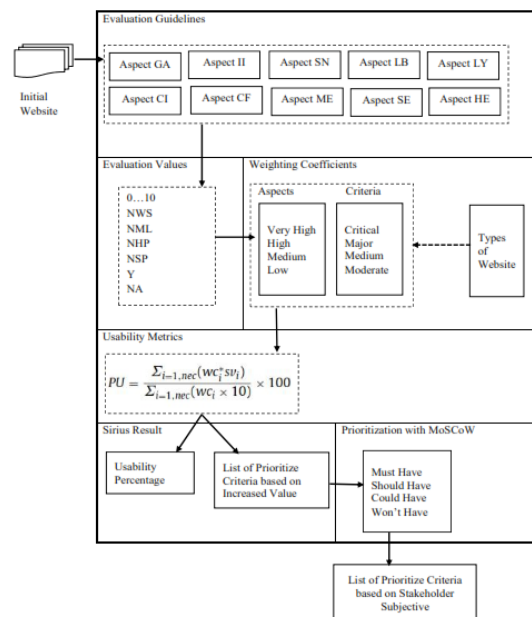 Evaluation Guidelines
Initial
Website
Aspect GA
Aspect II
Aspect SN
Aspect LB
Aspect LY
Aspect CI
Aspect CF
Aspect ME
Aspect SE
Aspect HE
Evaluation Values
0...10
NWS
NML
NHP
NSP
Y
NA
Weighting Coefficients
Aspects
Very High
High
Medium
Low
Criteria
Critical
Major
Medium
Moderate
Types
of
Website
Usability Metrics
PU = Σi=1,nec(wc*i svi) / Σi=1,nec(wci × 10) × 100
Sirius Result
Usability
Percentage
List of Prioritize
Criteria based on
Increased Value
Prioritization with MoSCoW
Must Have
Should Have
Could Have
Won't Have
List of Prioritize Criteria
based on Stakeholder
Subjective